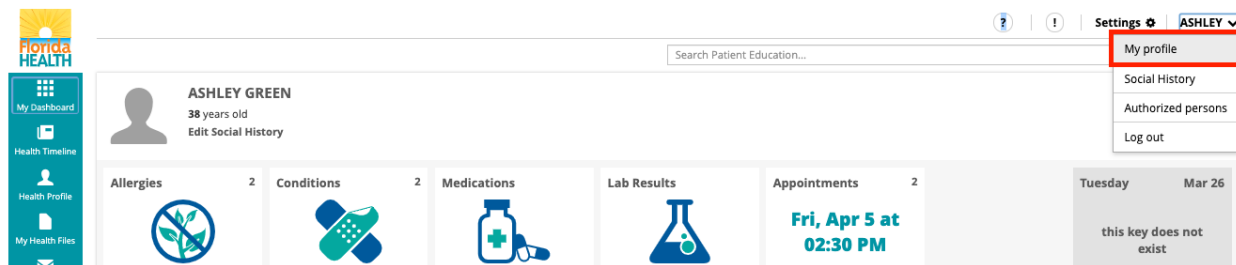 Florida
HEALTH
?
!
Settings
ASHLEY
Search Patient Education...
My profile
Social History
Authorized persons
Log out
My Dashboard
Health Timeline
Health Profile
My Health Files
ASHLEY GREEN
38 years old
Edit Social History
Allergies 2
Conditions 2
Medications
Lab Results
Appointments 2
Fri, Apr 5 at
02:30 PM
Tuesday Mar 26
this key does not
exist